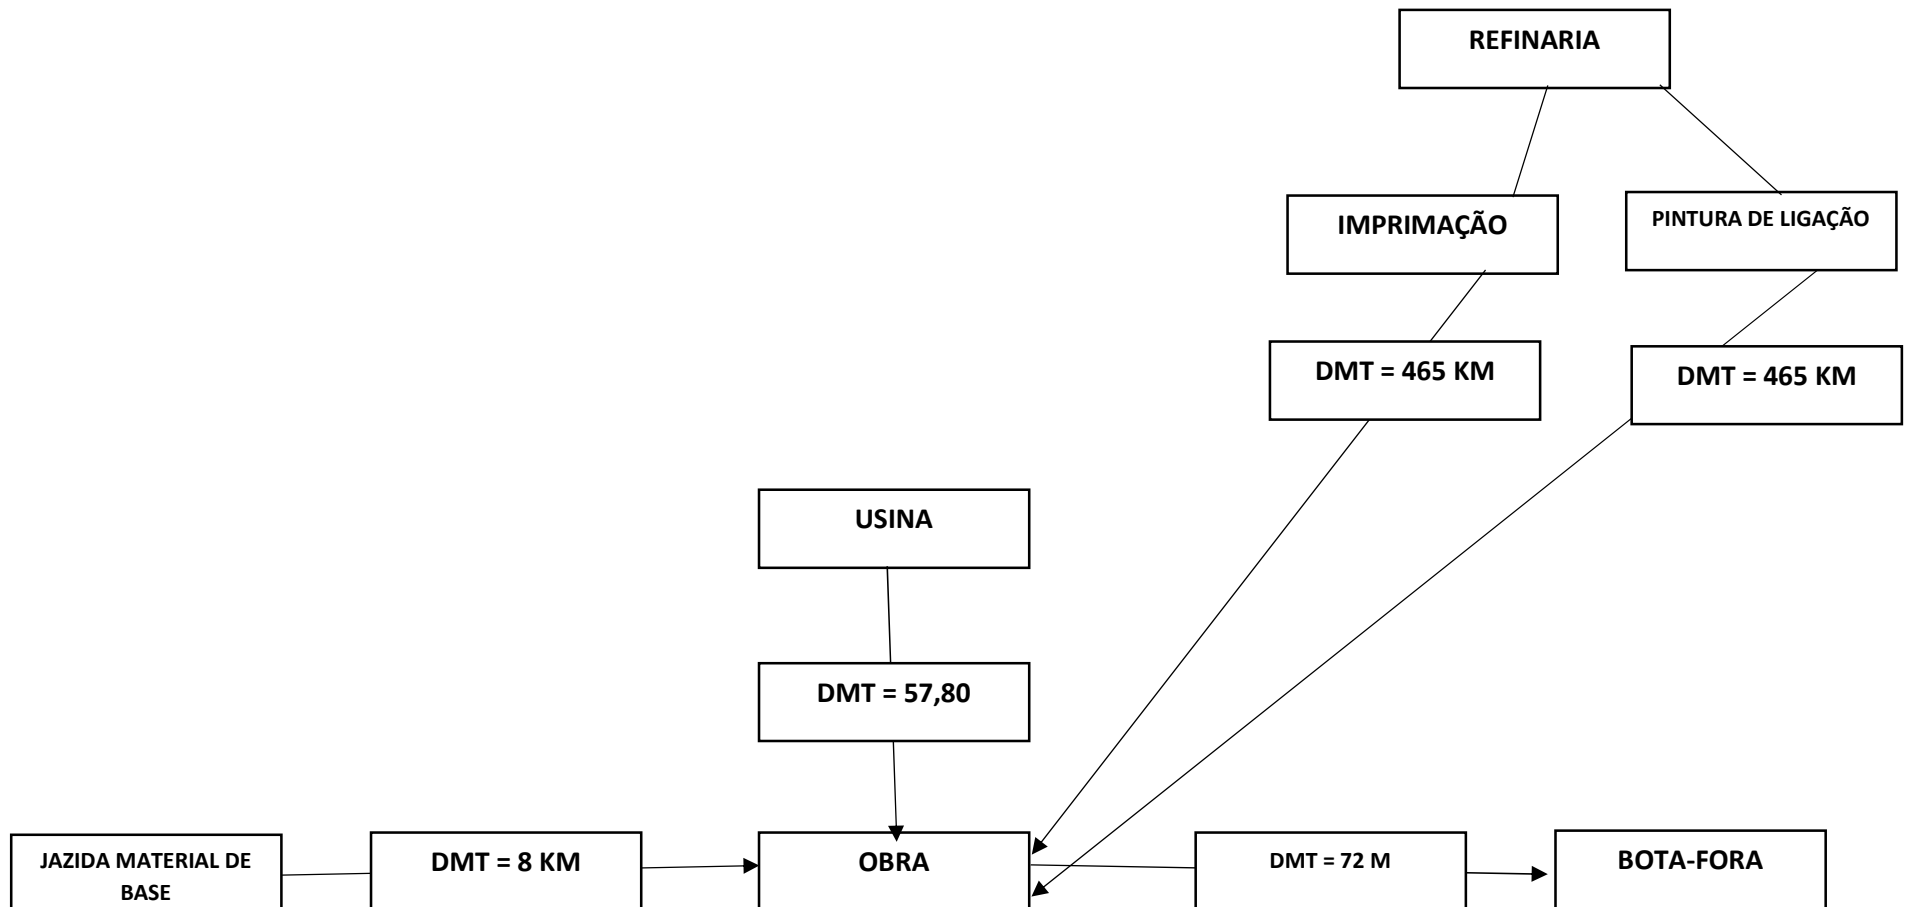 REFINARIA
IMPRIMAÇÃO
PINTURA DE LIGAÇÃO
DMT = 465 KM
DMT = 465 KM
USINA
DMT = 57,80
JAZIDA MATERIAL DE
BASE
DMT = 8 KM
OBRA
DMT = 72 M
BOTA-FORA